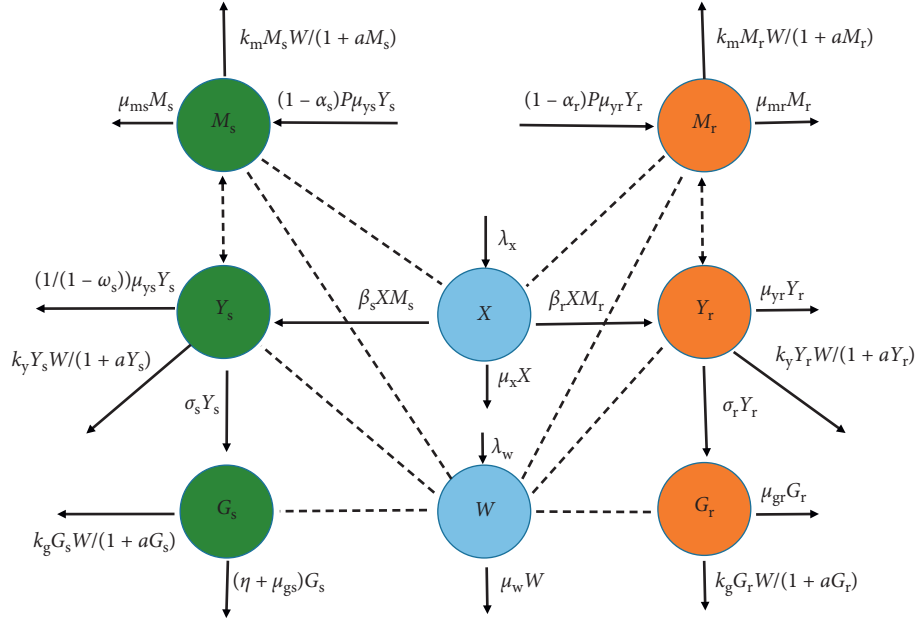 k_m M_s W/(1 + aM_s)
k_m M_r W/(1 + aM_r)
μ_ms M_s
(1 – α_s)Pμ_ys Y_s
(1 – α_r)Pμ_yr Y_r
μ_mr M_r
M_s
M_r
λ_x
(1/(1 – ω_s))μ_ys Y_s
β_s XM_s
β_r XM_r
μ_yr Y_r
Y_s
X
Y_r
k_y Y_s W/(1 + aY_s)
k_y Y_r W/(1 + aY_r)
μ_x X
σ_s Y_s
σ_r Y_r
λ_w
G_s
W
G_r
μ_gr G_r
k_g G_s W/(1 + aG_s)
(η + μ_gs)G_s
μ_w W
k_g G_r W/(1 + aG_r)